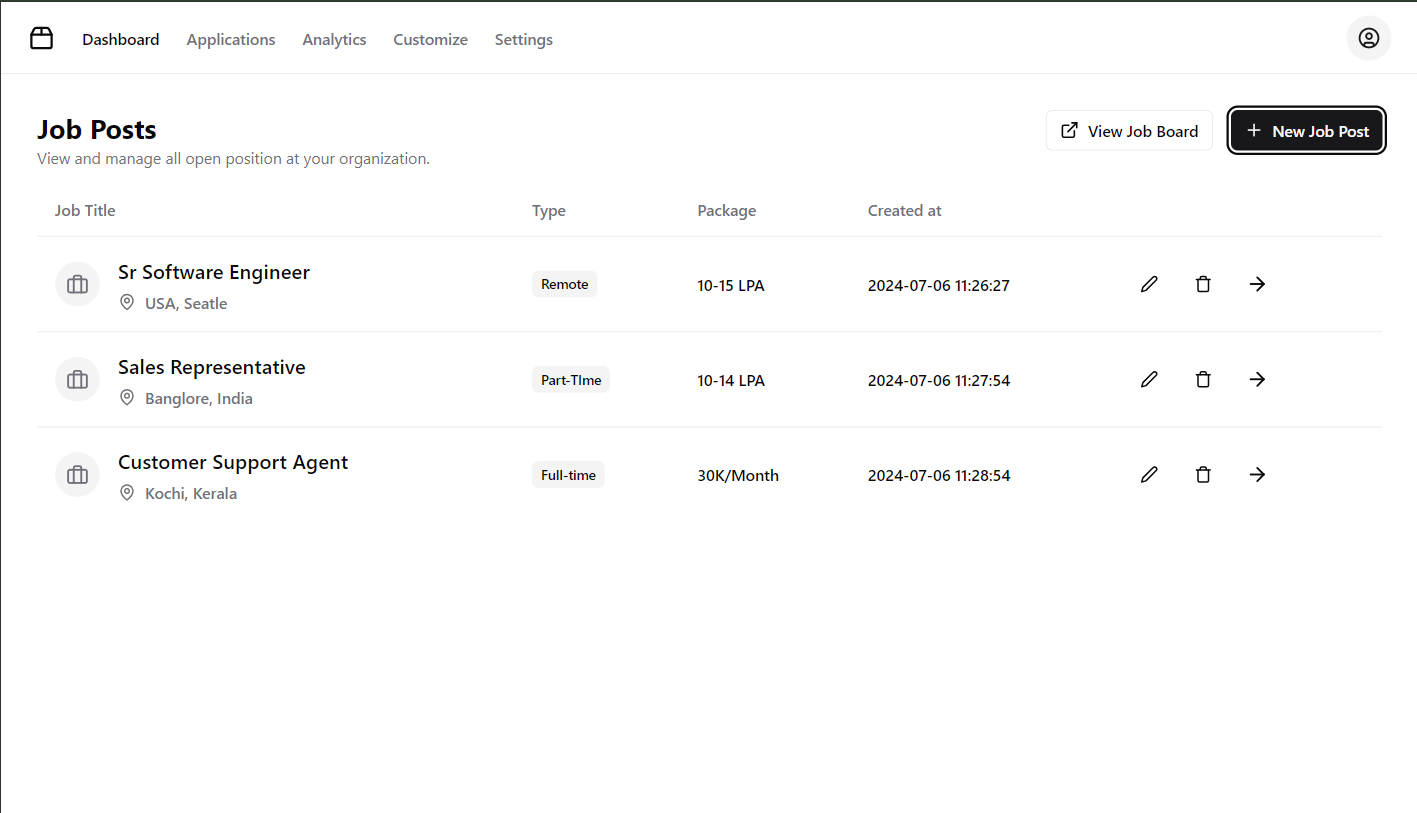 Dashboard Applications Analytics Customize Settings
Job Posts
View and manage all open position at your organization.
View Job Board
New Job Post
Job Title Type Package Created at
Sr Software Engineer
USA, Seatle
Remote 10-15 LPA 2024-07-06 11:26:27
Sales Representative
Banglore, India
Part-TIme 10-14 LPA 2024-07-06 11:27:54
Customer Support Agent
Kochi, Kerala
Full-time 30K/Month 2024-07-06 11:28:54